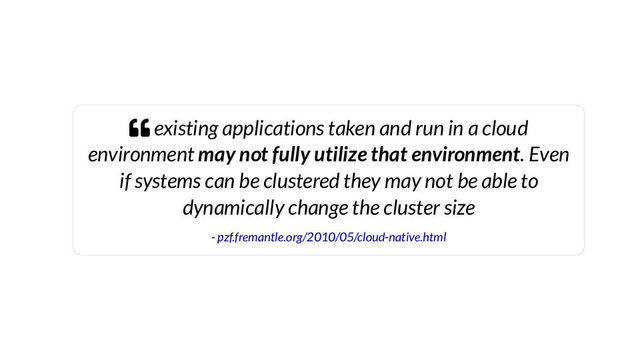 ❝ existing applications taken and run in a cloud
environment may not fully utilize that environment. Even
if systems can be clustered they may not be able to
dynamically change the cluster size
- pzf.fremantle.org/2010/05/cloud-native.html